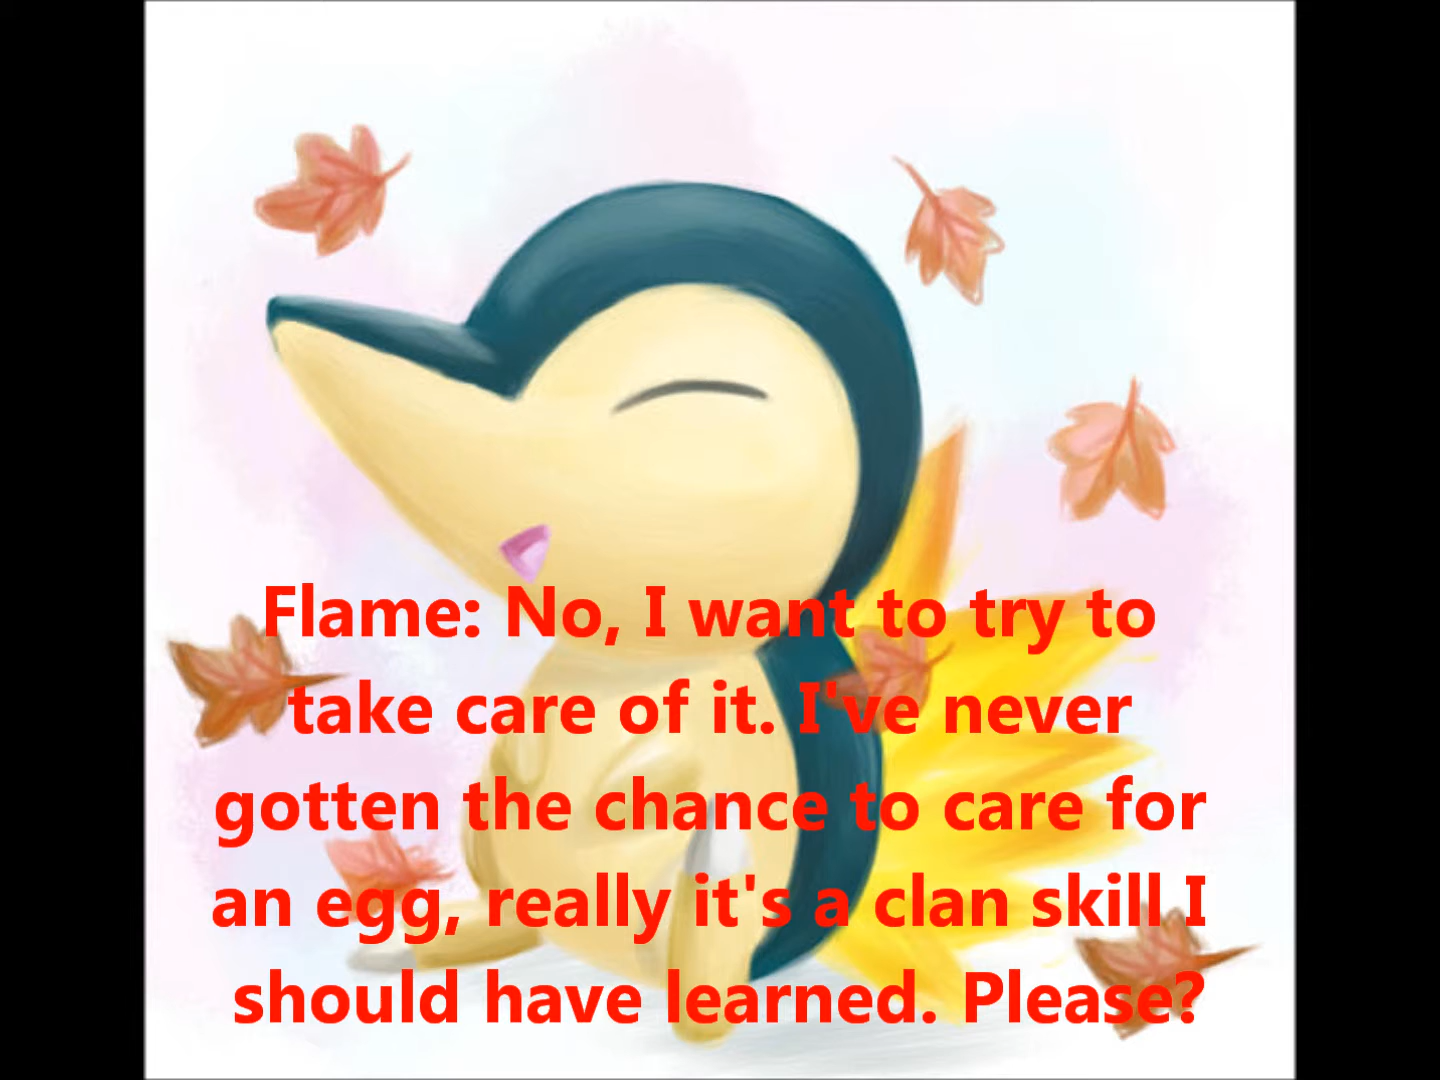 Flame: No, I want to try to
take care of it. I've never
gotten the chance to care for
an egg, really it's a clan skill I
should have learned. Please?